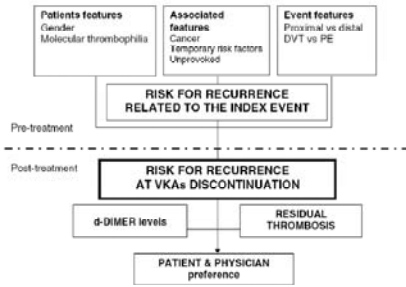 Patients features
Gender
Molecular thrombophilia
Associated
features
Cancer
Temporary risk factors
Unprovoked
Event features
Proximal vs distal
DVT vs PE
RISK FOR RECURRENCE
RELATED TO THE INDEX EVENT
Pre-treatment
Post-treatment
RISK FOR RECURRENCE
AT VKAs DISCONTINUATION
d-DIMER levels
RESIDUAL
THROMBOSIS
PATIENT & PHYSICIAN
preference